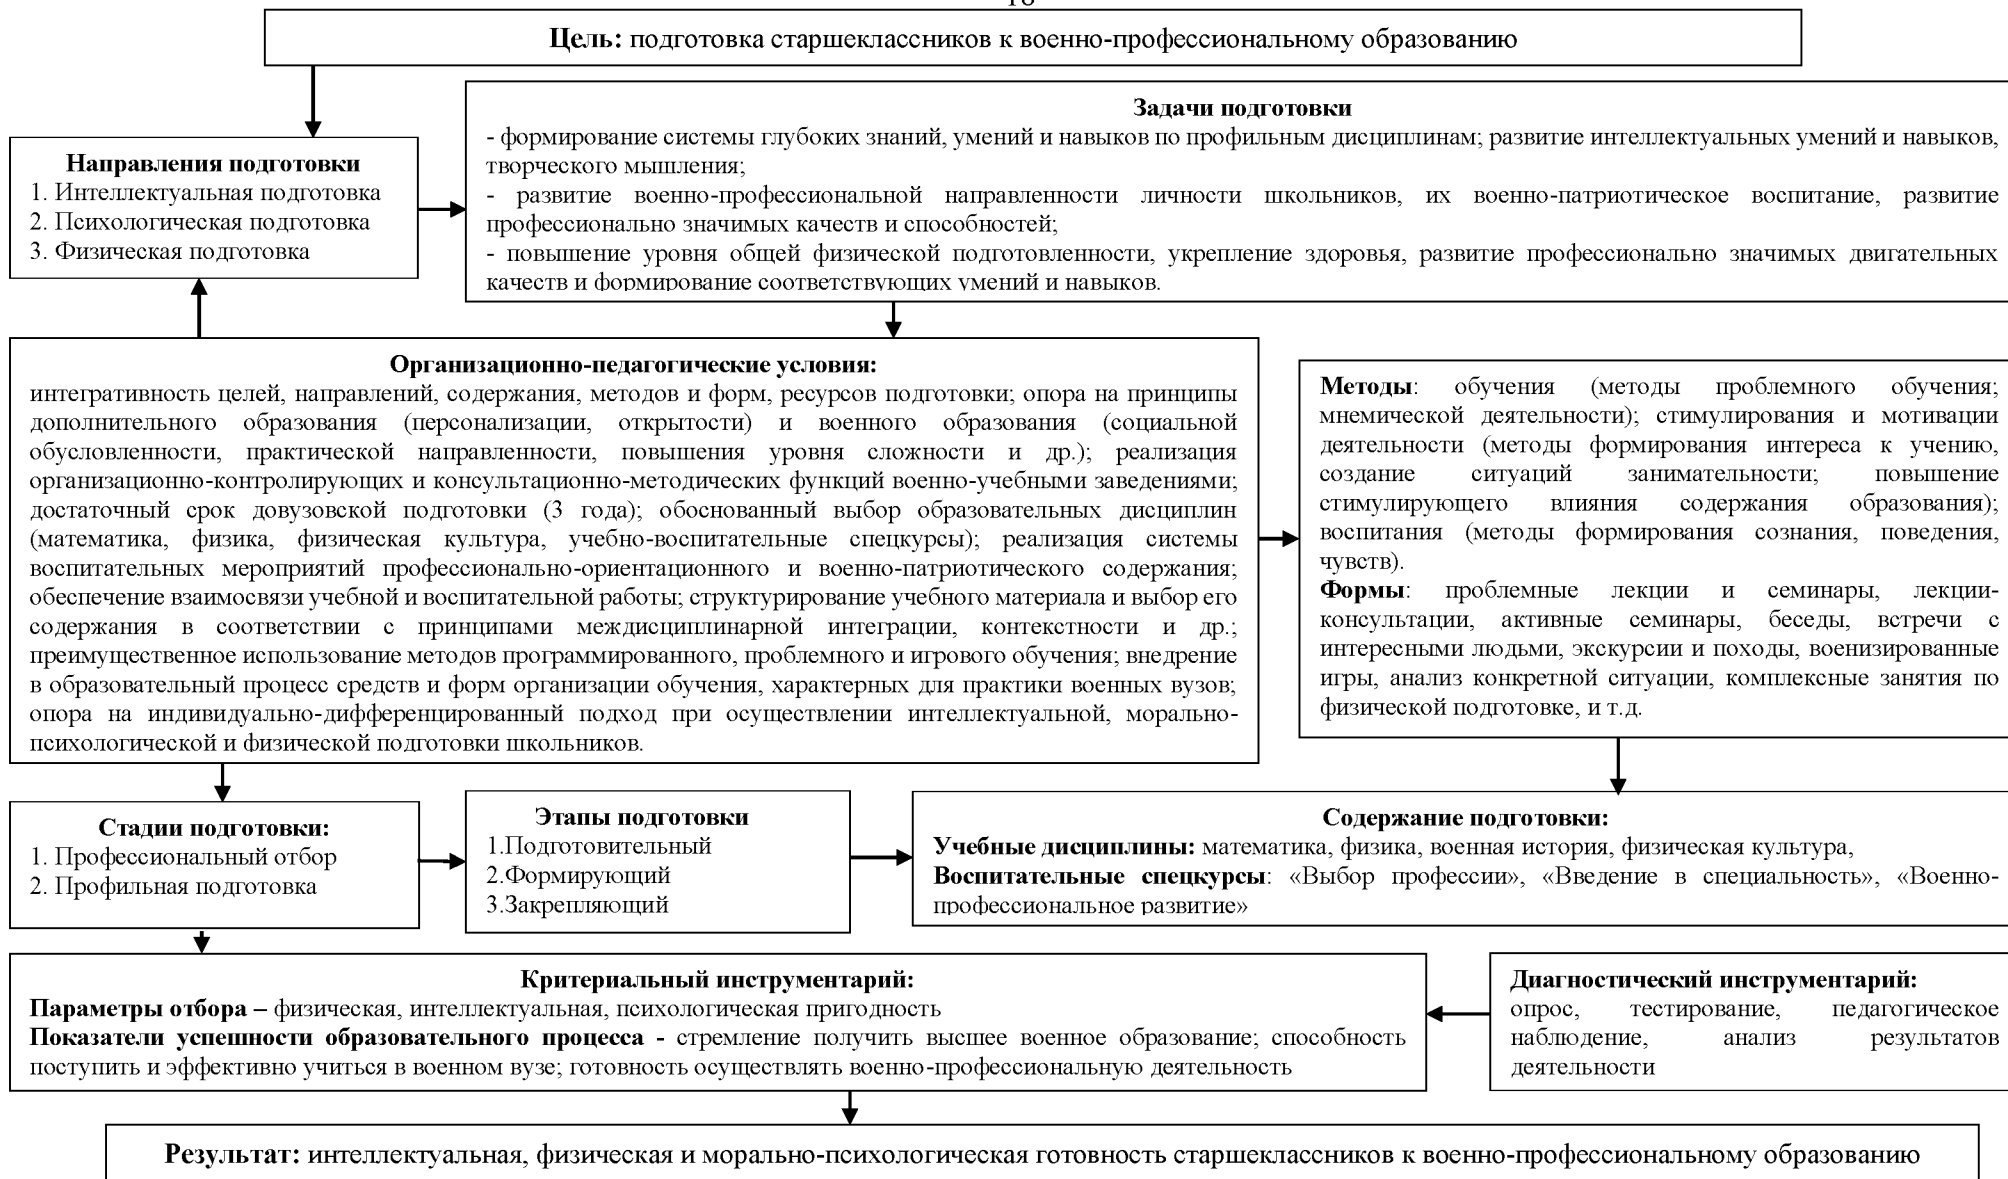 Цель: подготовка старшеклассников к военно-профессиональному образованию
Задачи подготовки
- формирование системы глубоких знаний, умений и навыков по профильным дисциплинам; развитие интеллектуальных умений и навыков,
творческого мышления;
- развитие военно-профессиональной направленности личности школьников, их военно-патриотическое воспитание, развитие
профессионально значимых качеств и способностей;
- повышение уровня общей физической подготовленности, укрепление здоровья, развитие профессионально значимых двигательных
качеств и формирование соответствующих умений и навыков.
Направления подготовки
1. Интеллектуальная подготовка
2. Психологическая подготовка
3. Физическая подготовка
Организационно-педагогические условия:
интегративность целей, направлений, содержания, методов и форм, ресурсов подготовки; опора на принципы
дополнительного образования (персонализации, открытости) и военного образования (социальной
обусловленности, практической направленности, повышения уровня сложности и др.); реализация
организационно-контролирующих и консультационно-методических функций военно-учебными заведениями;
достаточный срок довузовской подготовки (3 года); обоснованный выбор образовательных дисциплин
(математика, физика, физическая культура, учебно-воспитательные спецкурсы); реализация системы
воспитательных мероприятий профессионально-ориентационного и военно-патриотического содержания;
обеспечение взаимосвязи учебной и воспитательной работы; структурирование учебного материала и выбор его
содержания в соответствии с принципами междисциплинарной интеграции, контекстности и др.;
преимущественное использование методов программированного, проблемного и игрового обучения; внедрение
в образовательный процесс средств и форм организации обучения, характерных для практики военных вузов;
опора на индивидуально-дифференцированный подход при осуществлении интеллектуальной, морально-
психологической и физической подготовки школьников.
Методы: обучения (методы проблемного обучения;
мнемической деятельности); стимулирования и мотивации
деятельности (методы формирования интереса к учению,
создание ситуаций занимательности; повышение
стимулирующего влияния содержания образования);
воспитания (методы формирования сознания, поведения,
чувств).
Формы: проблемные лекции и семинары, лекции-
консультации, активные семинары, беседы, встречи с
интересными людьми, экскурсии и походы, военизированные
игры, анализ конкретной ситуации, комплексные занятия по
физической подготовке, и т.д.
Стадии подготовки:
1. Профессиональный отбор
2. Профильная подготовка
Этапы подготовки
1.Подготовительный
2.Формирующий
3.Закрепляющий
Содержание подготовки:
Учебные дисциплины: математика, физика, военная история, физическая культура,
Воспитательные спецкурсы: «Выбор профессии», «Введение в специальность», «Военно-
профессиональное развитие»
Критериальный инструментарий:
Параметры отбора – физическая, интеллектуальная, психологическая пригодность
Показатели успешности образовательного процесса - стремление получить высшее военное образование; способность
поступить и эффективно учиться в военном вузе; готовность осуществлять военно-профессиональную деятельность
Диагностический инструментарий:
опрос, тестирование, педагогическое
наблюдение, анализ результатов
деятельности
Результат: интеллектуальная, физическая и морально-психологическая готовность старшеклассников к военно-профессиональному образованию